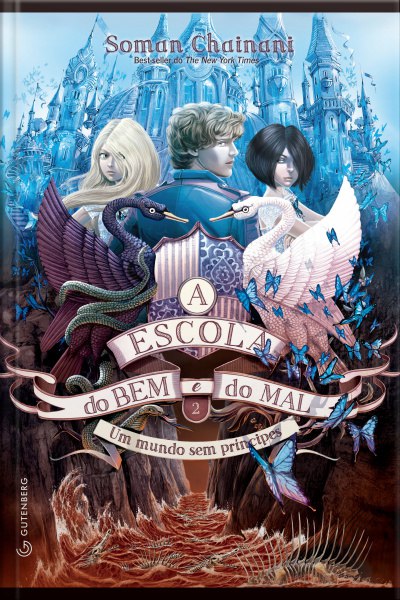 Soman Chainani
Best-seller do The New York Times
A
ESCOLA
do BEM e do MAL
2
Um mundo sem príncipes
GUTENBERG